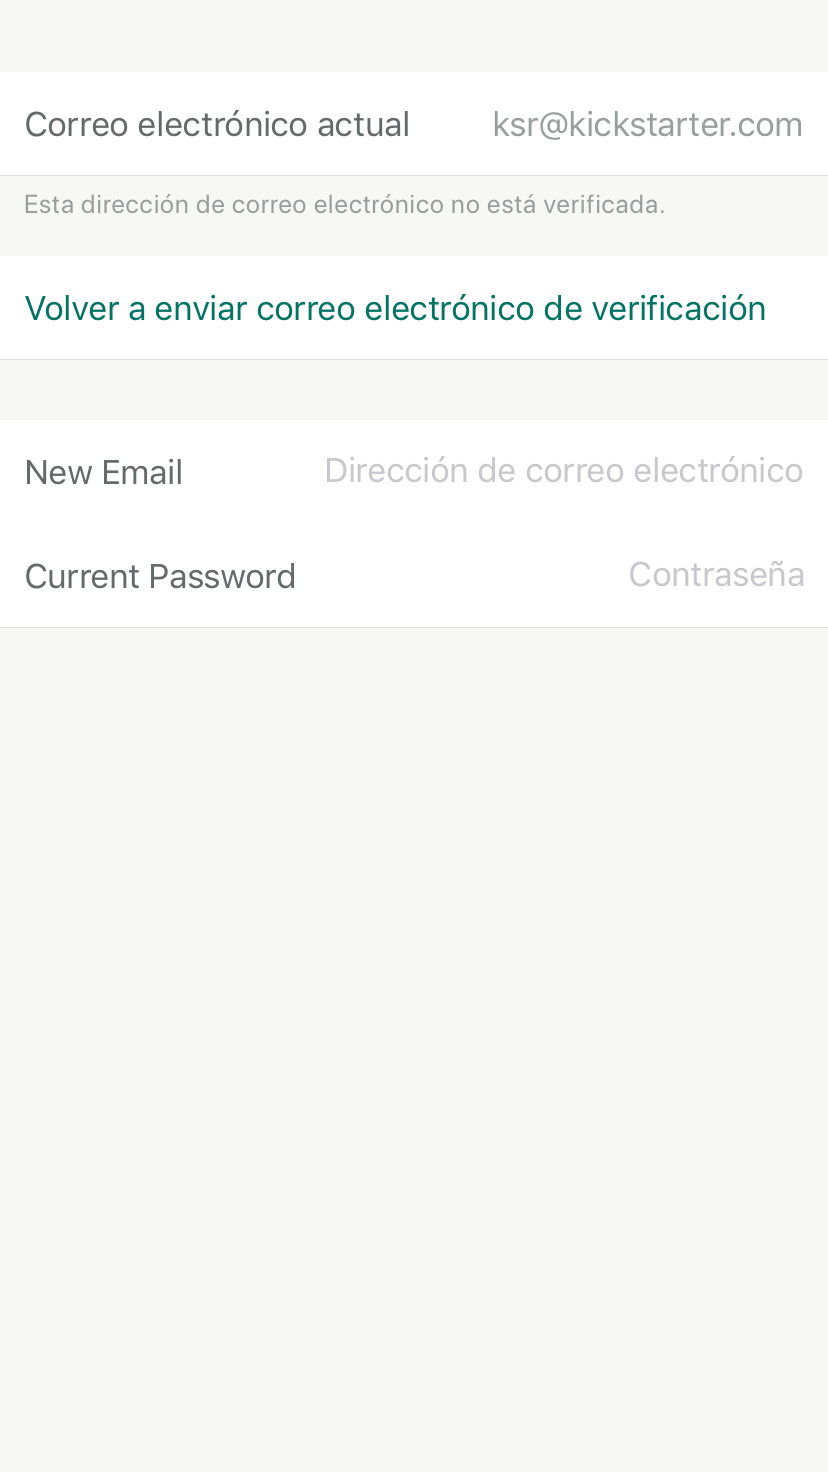 Correo electrónico actual ksr@kickstarter.com
Esta dirección de correo electrónico no está verificada.
Volver a enviar correo electrónico de verificación
New Email Dirección de correo electrónico
Current Password Contraseña